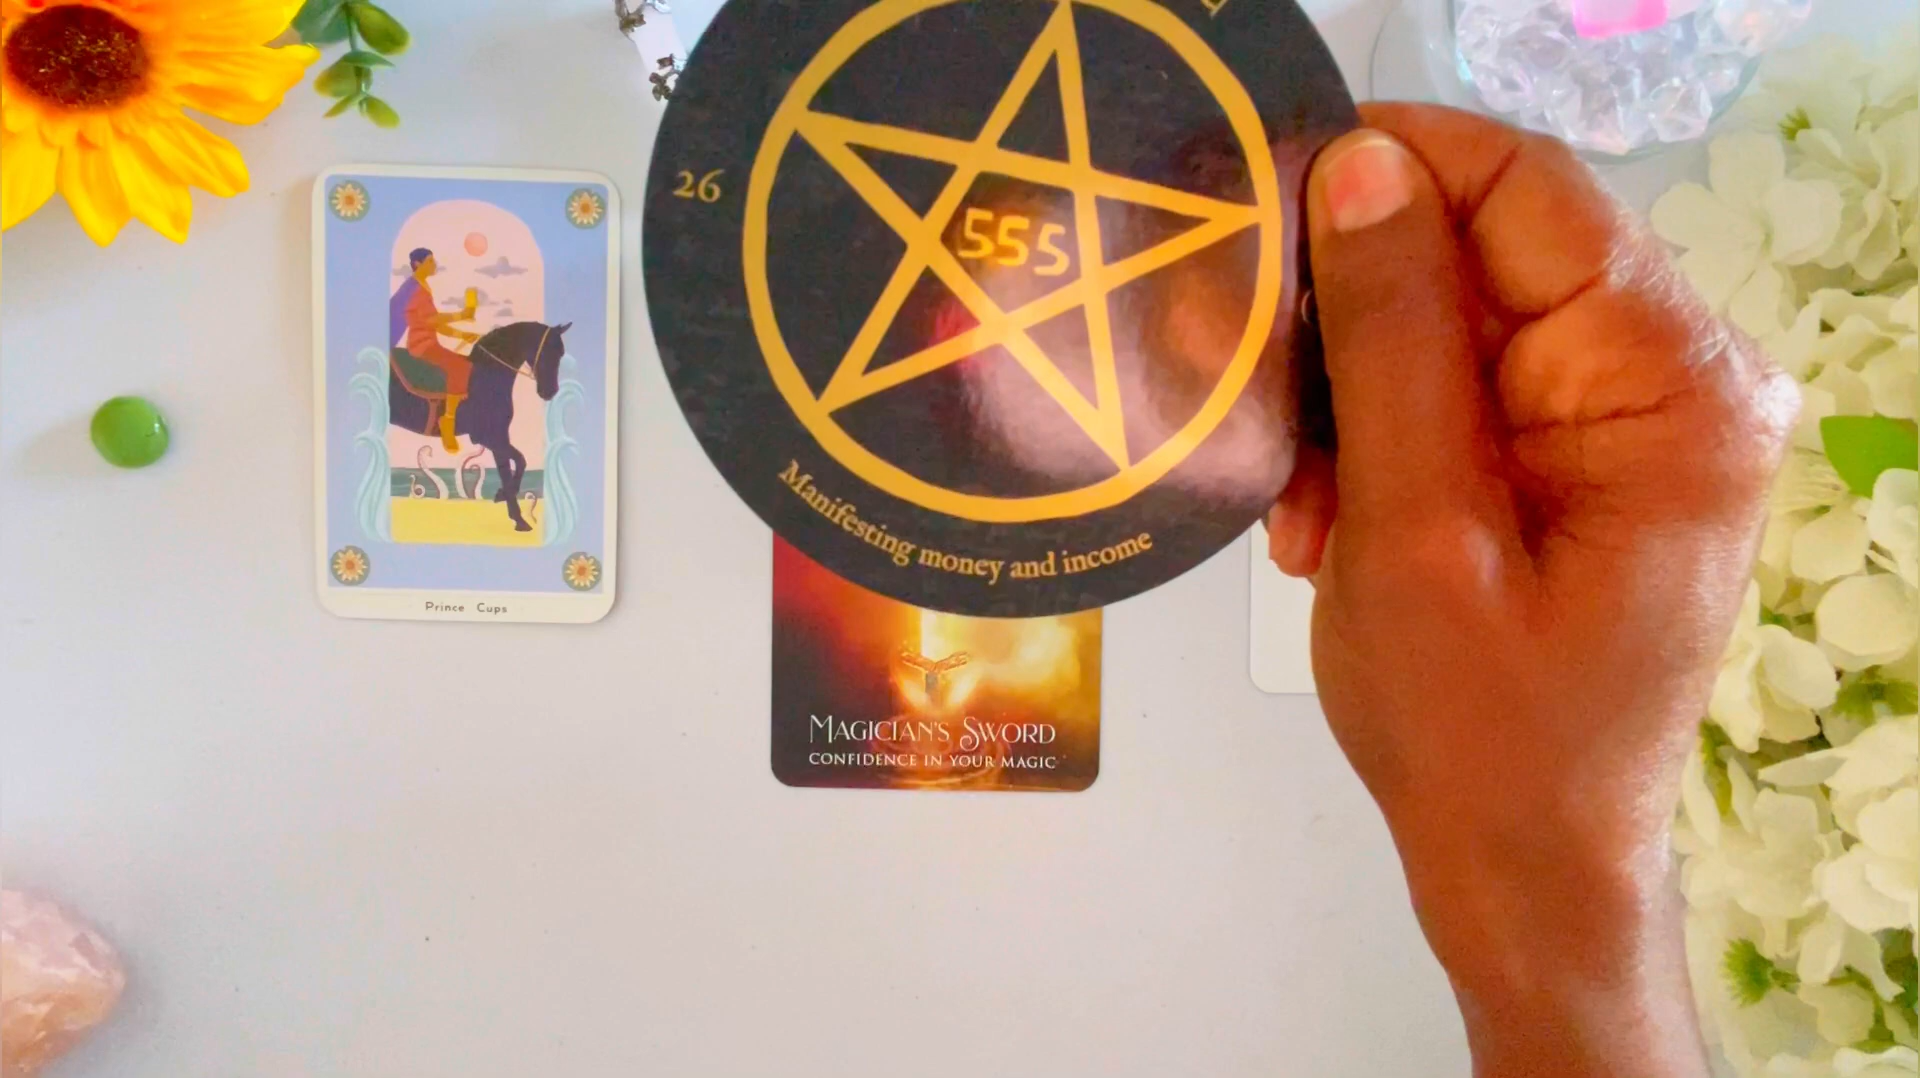 26
555
Manifesting money and income
Prince Cups
MAGICIAN'S SWORD
CONFIDENCE IN YOUR MAGIC